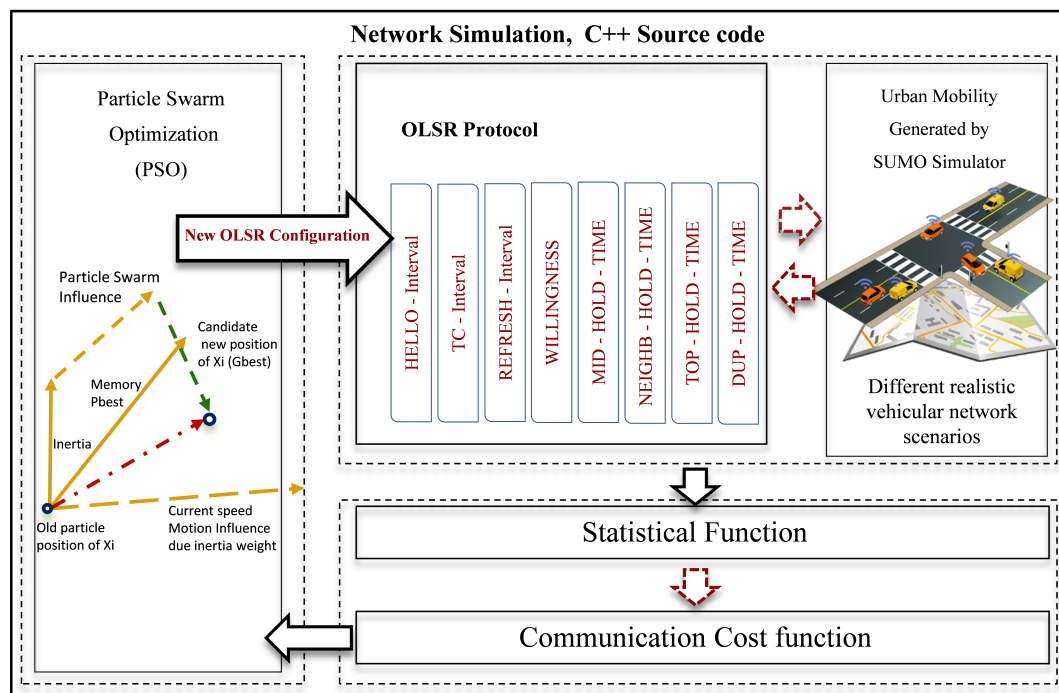 Network Simulation, C++ Source code
Particle Swarm
Optimization
(PSO)
New OLSR Configuration
Particle Swarm
Influence
Candidate
new position
of Xi (Gbest)
Memory
Pbest
Inertia
Old particle
position of Xi
Current speed
Motion Influence
due inertia weight
OLSR Protocol
HELLO - Interval
TC - Interval
REFRESH - Interval
WILLINGNESS
MID - HOLD - TIME
NEIGHB - HOLD - TIME
TOP - HOLD - TIME
DUP - HOLD - TIME
Urban Mobility
Generated by
SUMO Simulator
Different realistic
vehicular network
scenarios
Statistical Function
Communication Cost function